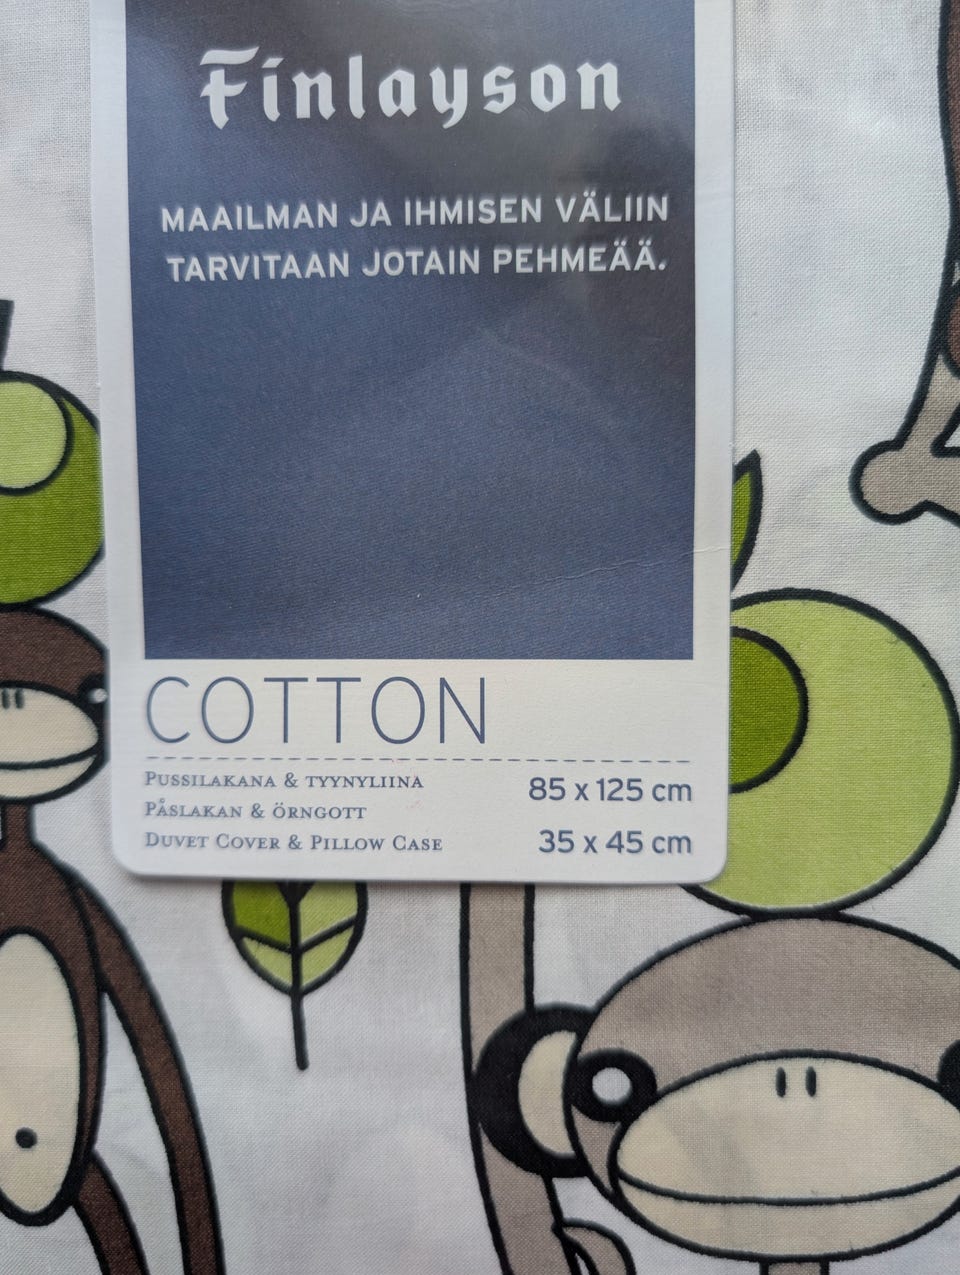 Finlayson
MAAILMAN JA IHMISEN VÄLIIN
TARVITAAN JOTAIN PEHMEÄÄ.
COTTON
PUSSILAKANA & TYYNYLIINA
PÅSLAKAN & ÖRNGOTT
DUVET COVER & PILLOW CASE
85 x 125 cm
35 x 45 cm